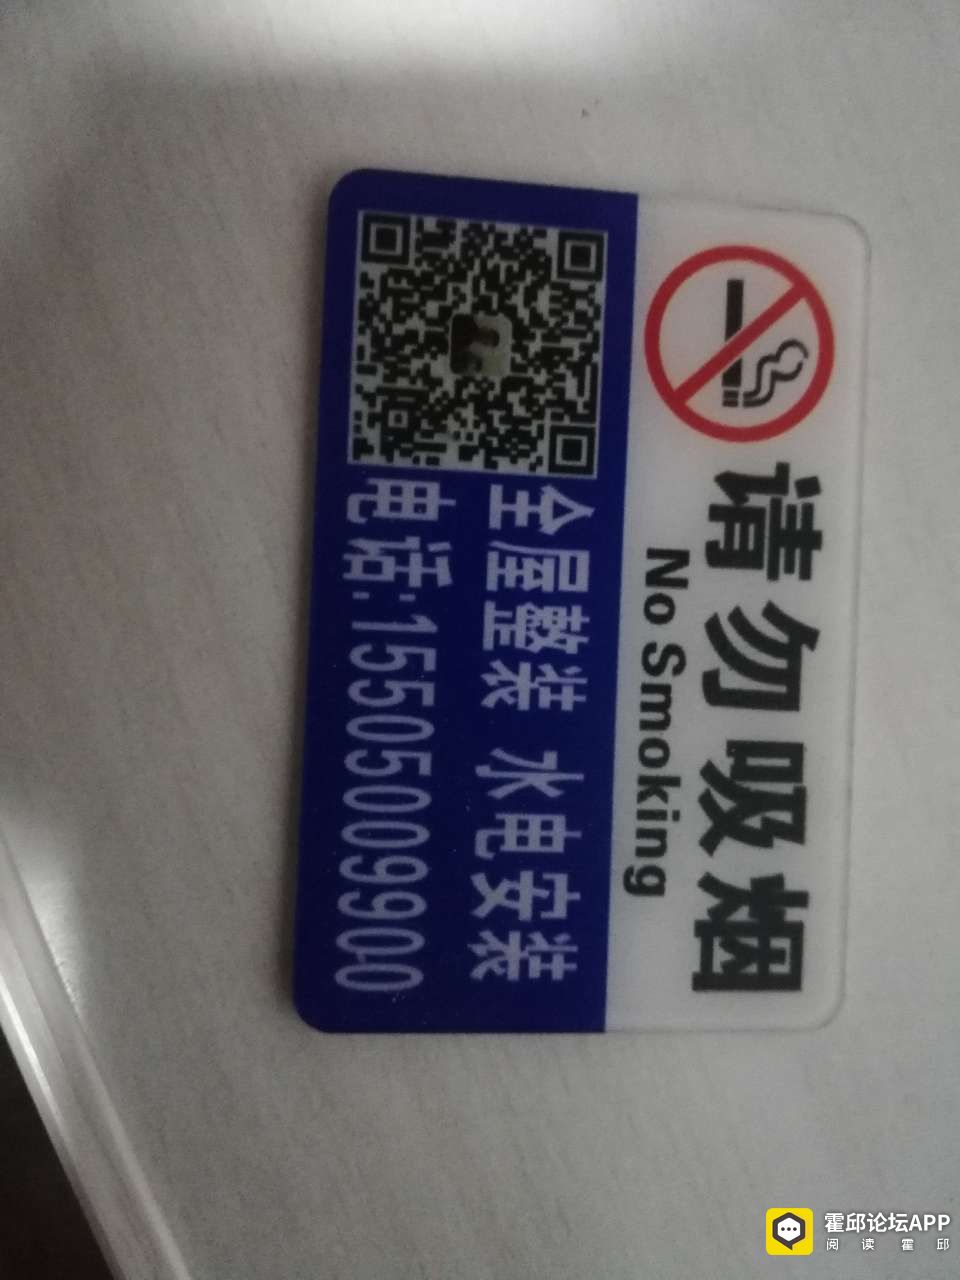 请勿吸烟
No Smoking
全屋整装 水电安装
电话:15505009900
霍邱论坛APP
阅读霍邱